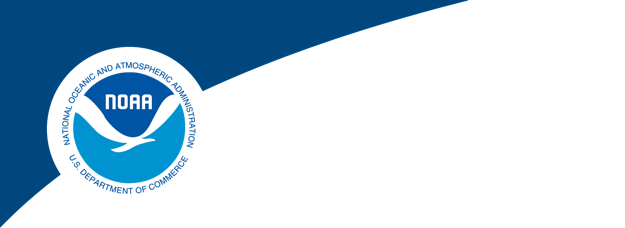 NATIONAL OCEANIC AND ATMOSPHERIC ADMINISTRATION
NOAA
U.S. DEPARTMENT OF COMMERCE